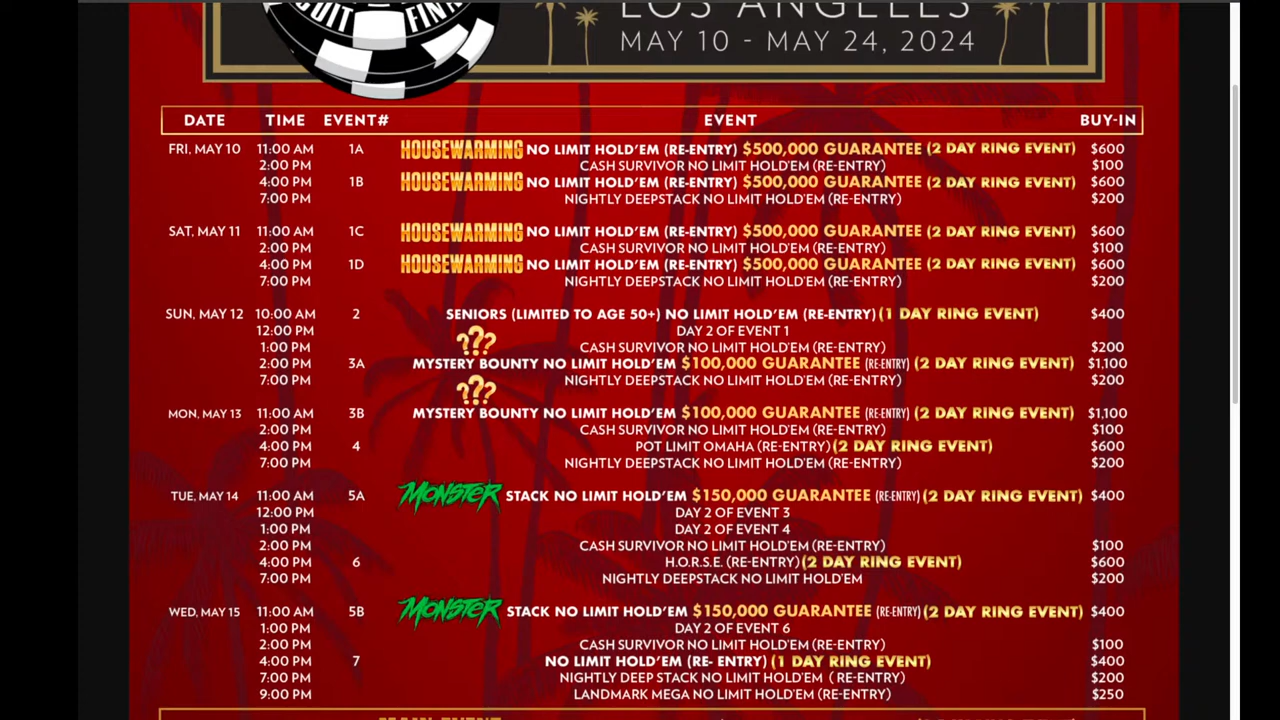 CUIT FIN
LOS ANGELES
MAY 10 - MAY 24, 2024
DATE TIME EVENT# EVENT BUY-IN
FRI, MAY 10 11:00 AM 1A HOUSEWARMING NO LIMIT HOLD'EM (RE-ENTRY) $500,000 GUARANTEE (2 DAY RING EVENT) $600
2:00 PM CASH SURVIVOR NO LIMIT HOLD'EM (RE-ENTRY) $100
4:00 PM 1B HOUSEWARMING NO LIMIT HOLD'EM (RE-ENTRY) $500,000 GUARANTEE (2 DAY RING EVENT) $600
7:00 PM NIGHTLY DEEPSTACK NO LIMIT HOLD'EM (RE-ENTRY) $200
SAT, MAY 11 11:00 AM 1C HOUSEWARMING NO LIMIT HOLD'EM (RE-ENTRY) $500,000 GUARANTEE (2 DAY RING EVENT) $600
2:00 PM CASH SURVIVOR NO LIMIT HOLD'EM (RE-ENTRY) $100
4:00 PM 1D HOUSEWARMING NO LIMIT HOLD'EM (RE-ENTRY) $500,000 GUARANTEE (2 DAY RING EVENT) $600
7:00 PM NIGHTLY DEEPSTACK NO LIMIT HOLD'EM (RE-ENTRY) $200
SUN, MAY 12 10:00 AM 2 SENIORS (LIMITED TO AGE 50+) NO LIMIT HOLD'EM (RE-ENTRY) (1 DAY RING EVENT) $400
12:00 PM DAY 2 OF EVENT 1
1:00 PM ??? CASH SURVIVOR NO LIMIT HOLD'EM (RE-ENTRY) $200
2:00 PM 3A MYSTERY BOUNTY NO LIMIT HOLD'EM $100,000 GUARANTEE (RE-ENTRY) (2 DAY RING EVENT) $1,100
7:00 PM ??? NIGHTLY DEEPSTACK NO LIMIT HOLD'EM (RE-ENTRY) $200
MON, MAY 13 11:00 AM 3B MYSTERY BOUNTY NO LIMIT HOLD'EM $100,000 GUARANTEE (RE-ENTRY) (2 DAY RING EVENT) $1,100
2:00 PM CASH SURVIVOR NO LIMIT HOLD'EM (RE-ENTRY) $100
4:00 PM 4 POT LIMIT OMAHA (RE-ENTRY) (2 DAY RING EVENT) $600
7:00 PM NIGHTLY DEEPSTACK NO LIMIT HOLD'EM (RE-ENTRY) $200
TUE, MAY 14 11:00 AM 5A MONSTER STACK NO LIMIT HOLD'EM $150,000 GUARANTEE (RE-ENTRY) (2 DAY RING EVENT) $400
12:00 PM DAY 2 OF EVENT 3
1:00 PM DAY 2 OF EVENT 4
2:00 PM CASH SURVIVOR NO LIMIT HOLD'EM (RE-ENTRY) $100
4:00 PM 6 H.O.R.S.E. (RE-ENTRY) (2 DAY RING EVENT) $600
7:00 PM NIGHTLY DEEPSTACK NO LIMIT HOLD'EM $200
WED, MAY 15 11:00 AM 5B MONSTER STACK NO LIMIT HOLD'EM $150,000 GUARANTEE (RE-ENTRY) (2 DAY RING EVENT) $400
1:00 PM DAY 2 OF EVENT 6
2:00 PM CASH SURVIVOR NO LIMIT HOLD'EM (RE-ENTRY) $100
4:00 PM 7 NO LIMIT HOLD'EM (RE- ENTRY) (1 DAY RING EVENT) $400
7:00 PM NIGHTLY DEEP STACK NO LIMIT HOLD'EM ( RE-ENTRY) $200
9:00 PM LANDMARK MEGA NO LIMIT HOLD'EM (RE-ENTRY) $250
MAIN EVENT